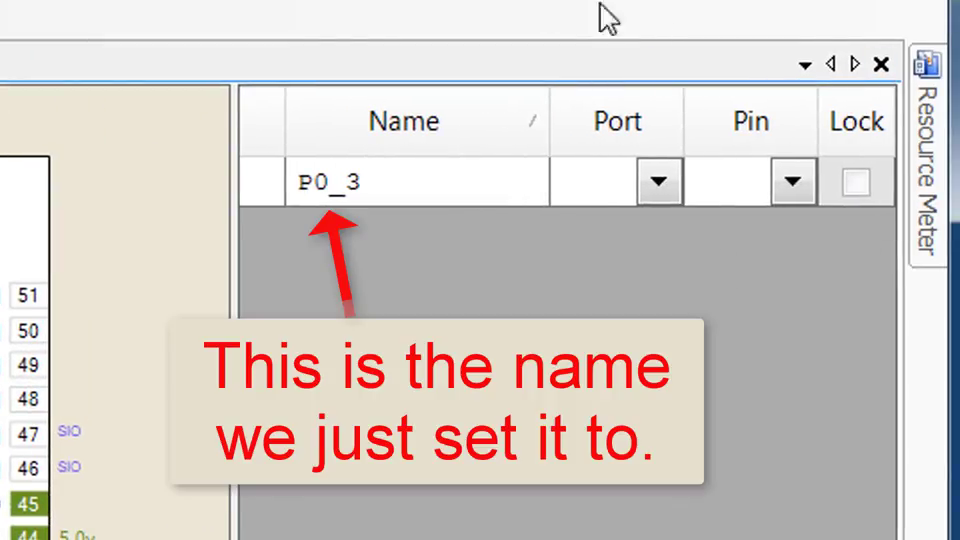 Name Port Pin Lock
P0_3
Resource Meter
This is the name
we just set it to.
51
50
49
48
47 SIO
46 SIO
45
44 5.0v